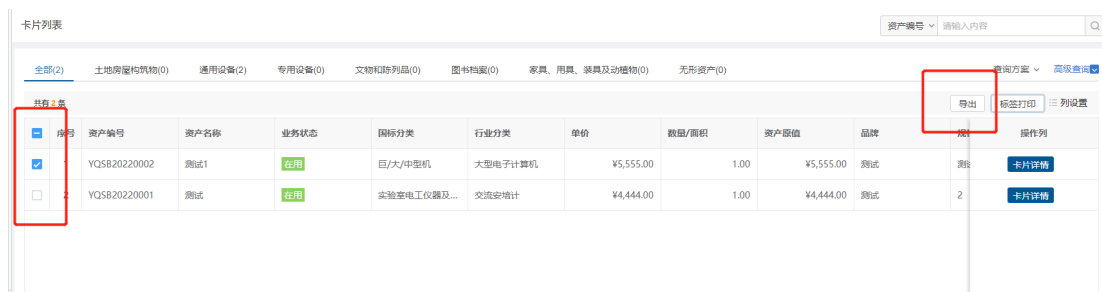 卡片列表
资产编号 请输入内容
全部(2) 土地房屋构筑物(0) 通用设备(2) 专用设备(0) 文物和陈列品(0) 图书档案(0) 家具、用具、装具及动植物(0) 无形资产(0) 查询方案 高级查询
共有 2 条 导出 标签打印 列设置
序号 资产编号 资产名称 业务状态 国标分类 行业分类 单价 数量/面积 资产原值 品牌 规 操作列
1 YQSB20220002 测试1 在用 巨/大/中型机 大型电子计算机 ¥5,555.00 1.00 ¥5,555.00 测试 测 卡片详情
2 YQSB20220001 测试 在用 实验室电工仪器及... 交流安培计 ¥4,444.00 1.00 ¥4,444.00 测试 2 卡片详情